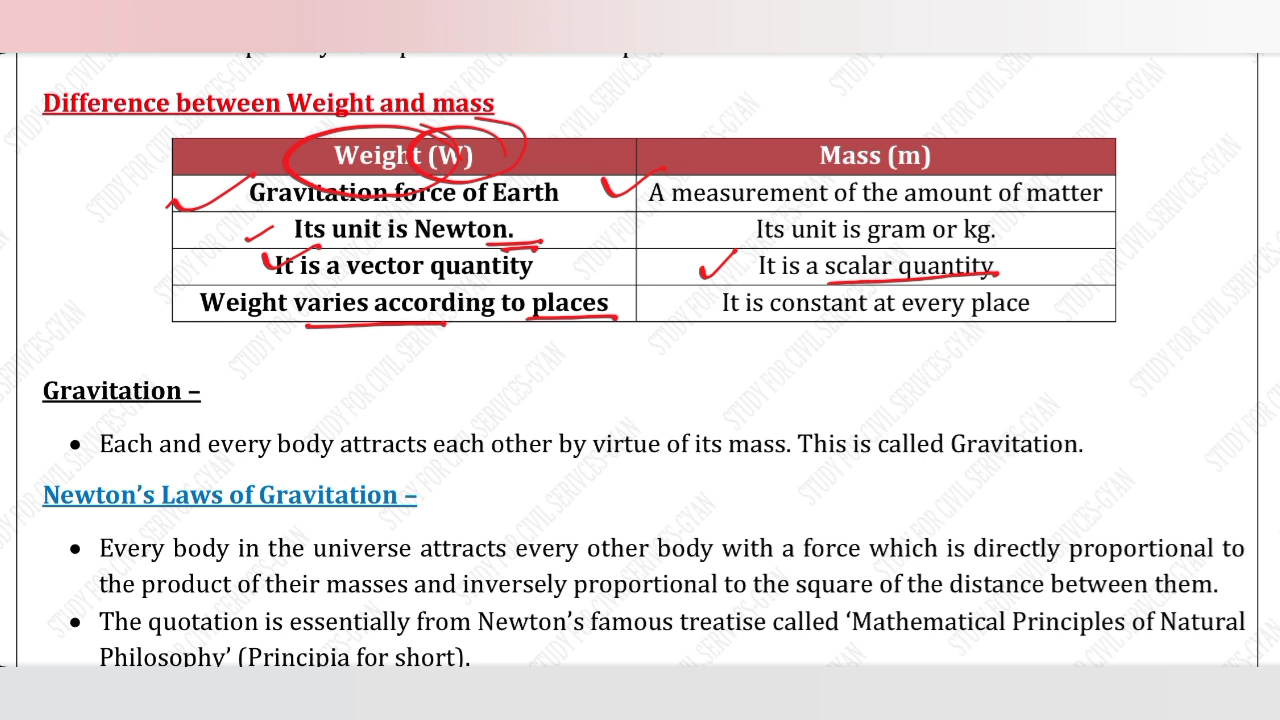 Difference between Weight and mass
Weight (W) Mass (m)
Gravitation force of Earth A measurement of the amount of matter
Its unit is Newton. Its unit is gram or kg.
It is a vector quantity It is a scalar quantity.
Weight varies according to places It is constant at every place
Gravitation –
• Each and every body attracts each other by virtue of its mass. This is called Gravitation.
Newton’s Laws of Gravitation –
• Every body in the universe attracts every other body with a force which is directly proportional to
the product of their masses and inversely proportional to the square of the distance between them.
• The quotation is essentially from Newton’s famous treatise called ‘Mathematical Principles of Natural
Philosophy’ (Principia for short).
STUDY FOR CIVIL SERIVCES-GYAN